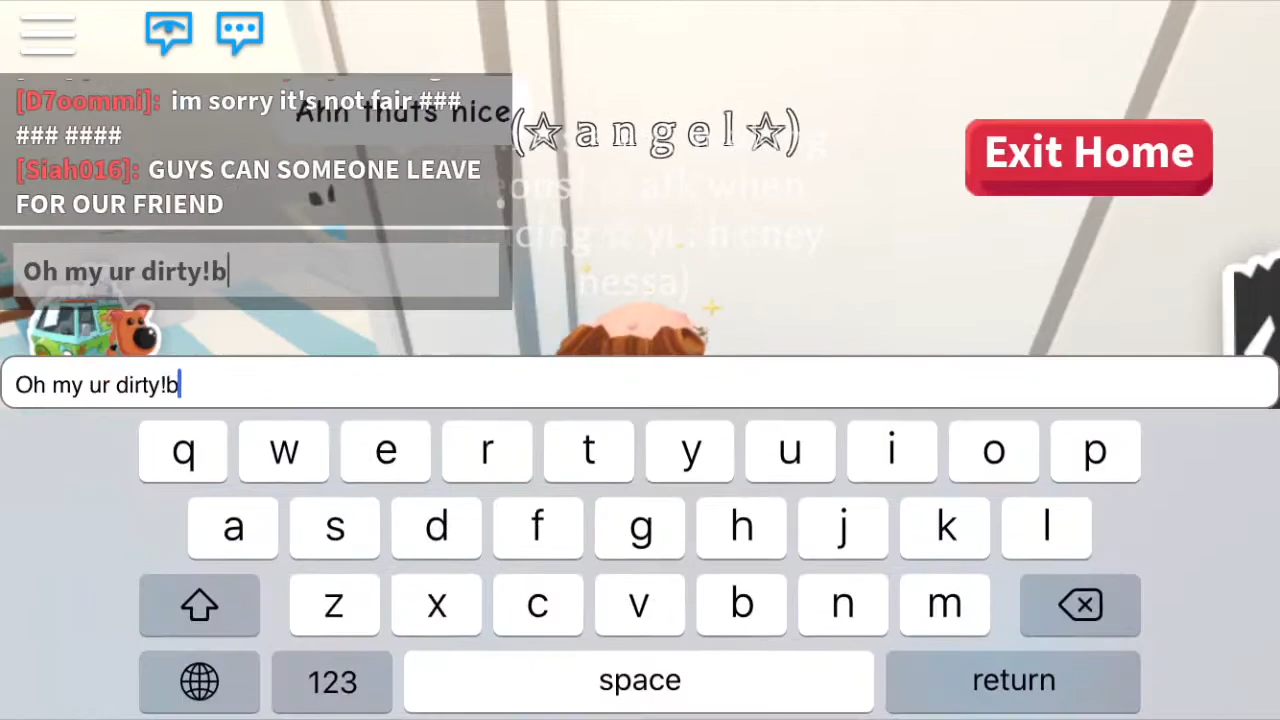 [D7oommi]: im sorry it's not fair ###
### ####
[Siah016]: GUYS CAN SOMEONE LEAVE
FOR OUR FRIEND
Ahh thats nice
(☆ a n g e l ☆)
Exit Home
Oh my ur dirty!b
Oh my ur dirty!b
q w e r t y u i o p
a s d f g h j k l
z x c v b n m
123 space return